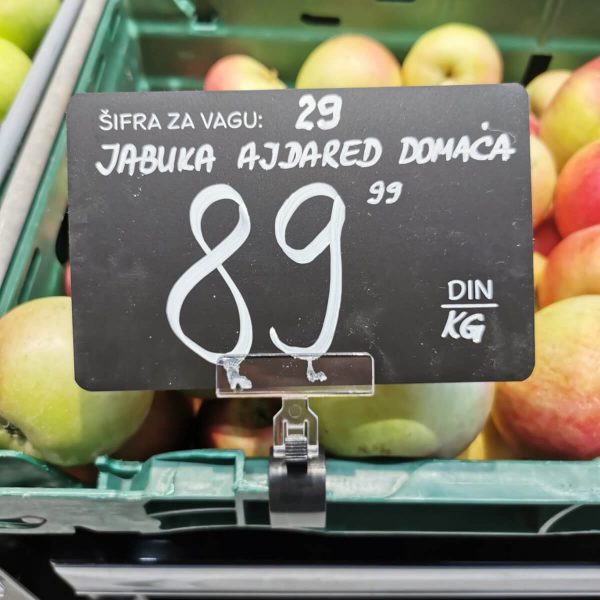 ŠIFRA ZA VAGU: 29
JABUKA AJDARED DOMAĆA
89 99
DIN
KG